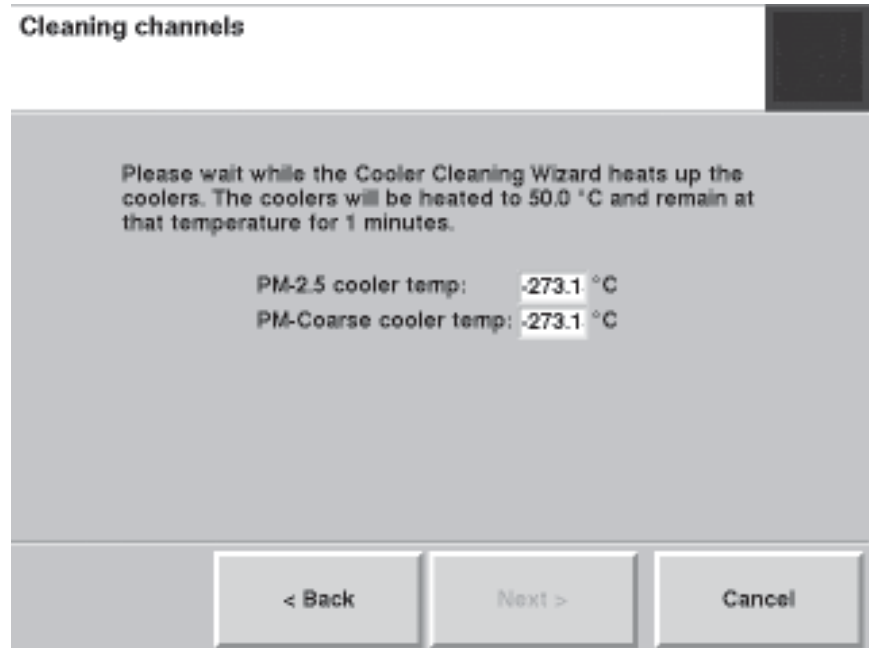 Cleaning channels
Please wait while the Cooler Cleaning Wizard heats up the
coolers. The coolers will be heated to 50.0 °C and remain at
that temperature for 1 minutes.
PM-2.5 cooler temp: -273.1 °C
PM-Coarse cooler temp: -273.1 °C
< Back Next > Cancel